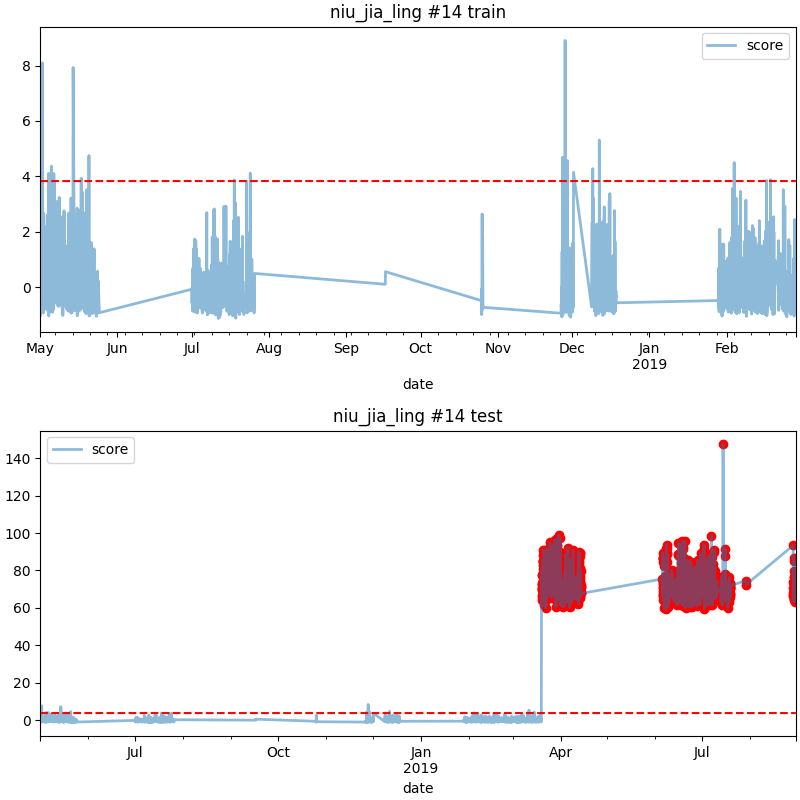 niu_jia_ling #14 train
score
8
6
4
2
0
May Jun Jul Aug Sep Oct Nov Dec Jan Feb
2019
date
niu_jia_ling #14 test
score
140
120
100
80
60
40
20
0
Jul Oct Jan Apr Jul
2019
date